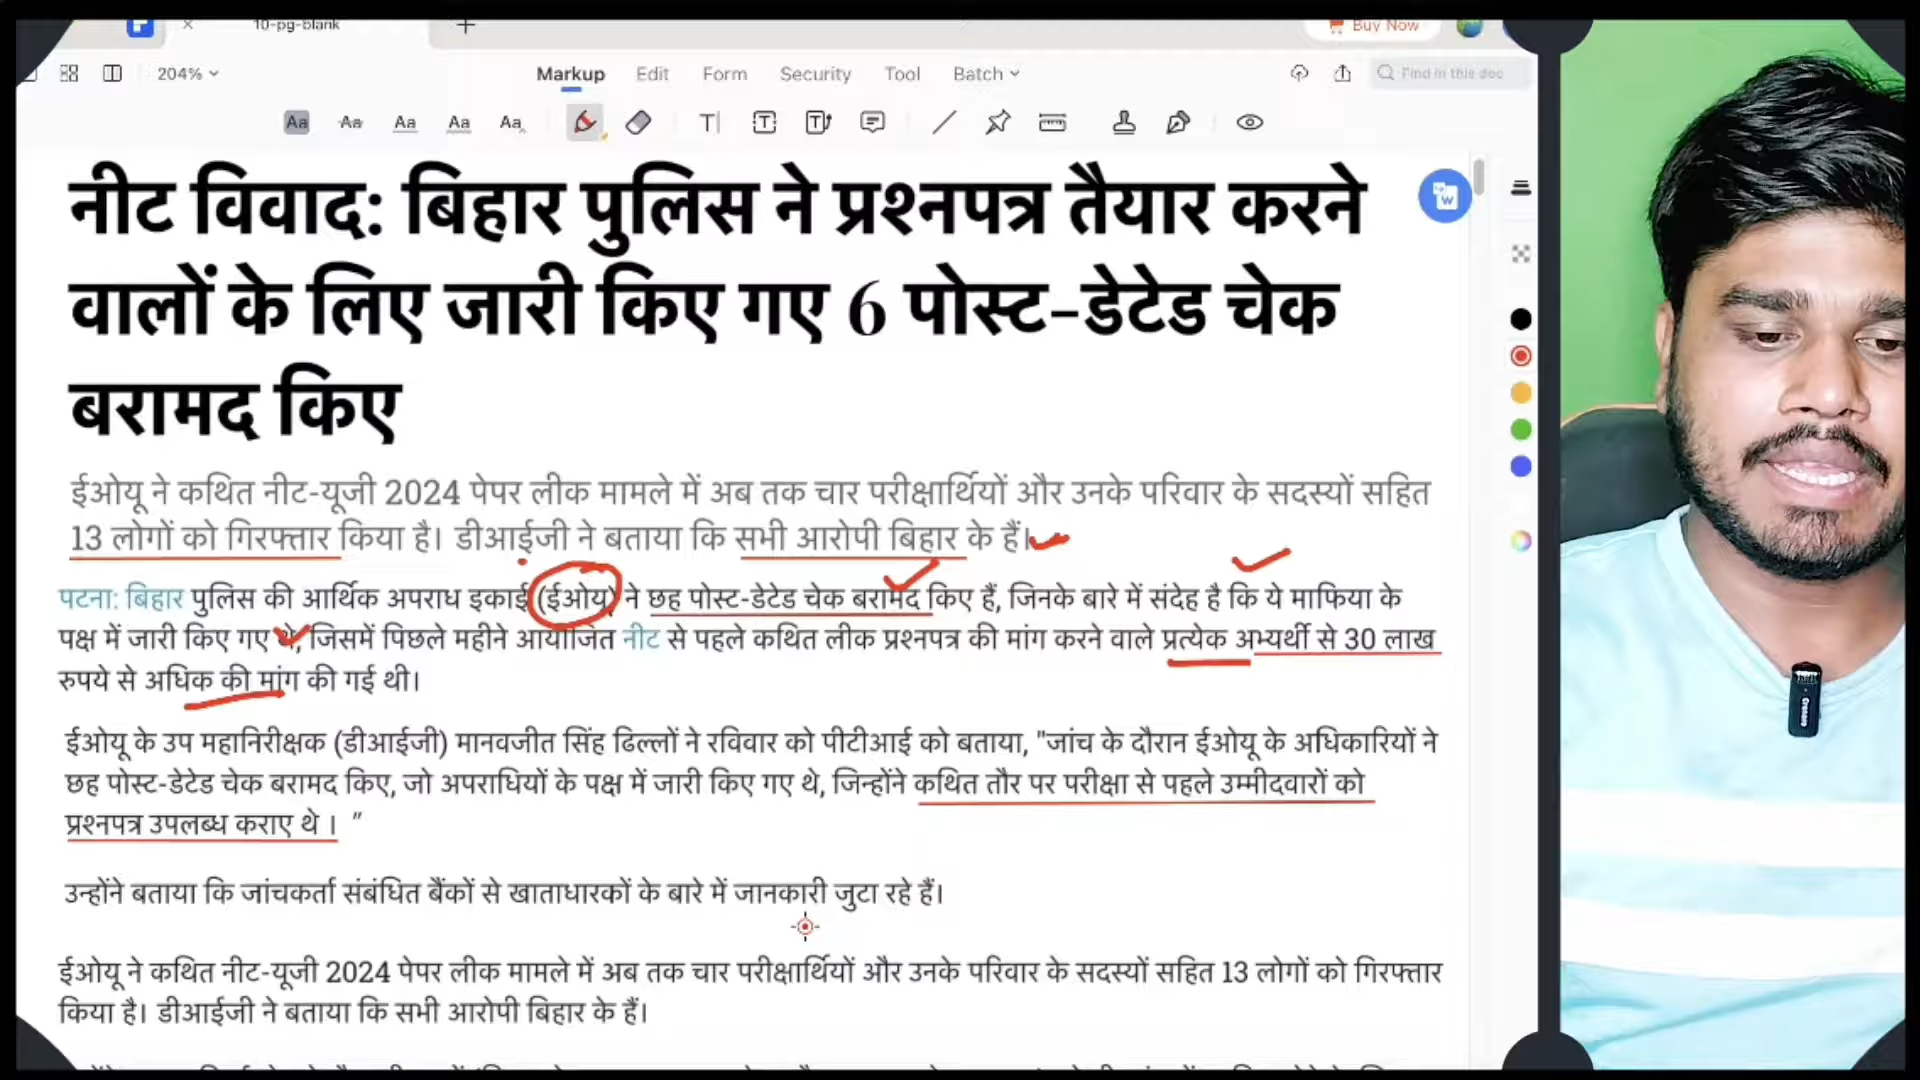 10-pg-blank
Buy Now
204%
Markup Edit Form Security Tool Batch
Find in this doc
Aa Aa Aa Aa Aa T T T
नीट विवाद: बिहार पुलिस ने प्रश्नपत्र तैयार करने
वालों के लिए जारी किए गए 6 पोस्ट-डेटेड चेक
बरामद किए
W
ईओयू ने कथित नीट-यूजी 2024 पेपर लीक मामले में अब तक चार परीक्षार्थियों और उनके परिवार के सदस्यों सहित
13 लोगों को गिरफ्तार किया है। डीआईजी ने बताया कि सभी आरोपी बिहार के हैं।
पटना: बिहार पुलिस की आर्थिक अपराध इकाई (ईओयू) ने छह पोस्ट-डेटेड चेक बरामद किए हैं, जिनके बारे में संदेह है कि ये माफिया के
पक्ष में जारी किए गए थे, जिसमें पिछले महीने आयोजित नीट से पहले कथित लीक प्रश्नपत्र की मांग करने वाले प्रत्येक अभ्यर्थी से 30 लाख
रुपये से अधिक की मांग की गई थी।
ईओयू के उप महानिरीक्षक (डीआईजी) मानवजीत सिंह ढिल्लों ने रविवार को पीटीआई को बताया, "जांच के दौरान ईओयू के अधिकारियों ने
छह पोस्ट-डेटेड चेक बरामद किए, जो अपराधियों के पक्ष में जारी किए गए थे, जिन्होंने कथित तौर पर परीक्षा से पहले उम्मीदवारों को
प्रश्नपत्र उपलब्ध कराए थे । ”
उन्होंने बताया कि जांचकर्ता संबंधित बैंकों से खाताधारकों के बारे में जानकारी जुटा रहे हैं।
ईओयू ने कथित नीट-यूजी 2024 पेपर लीक मामले में अब तक चार परीक्षार्थियों और उनके परिवार के सदस्यों सहित 13 लोगों को गिरफ्तार
किया है। डीआईजी ने बताया कि सभी आरोपी बिहार के हैं।